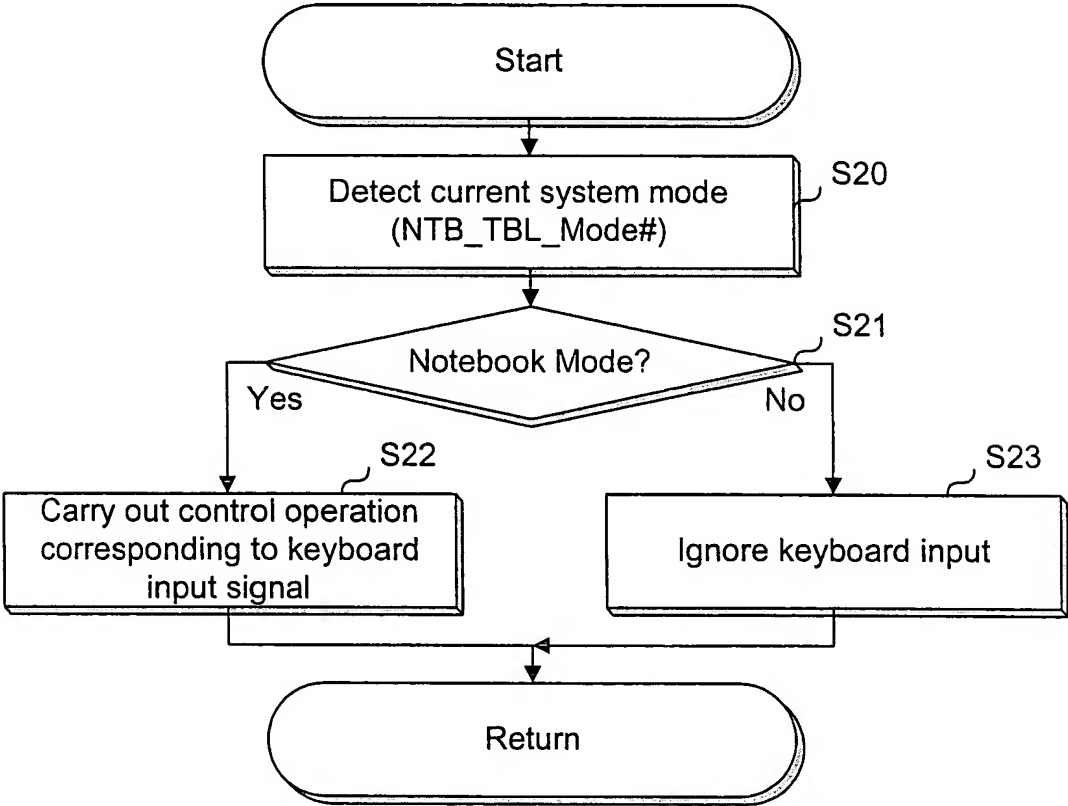 Start
S20
Detect current system mode
(NTB_TBL_Mode#)
S21
Notebook Mode?
Yes
No
S22
S23
Carry out control operation
corresponding to keyboard
input signal
Ignore keyboard input
Return